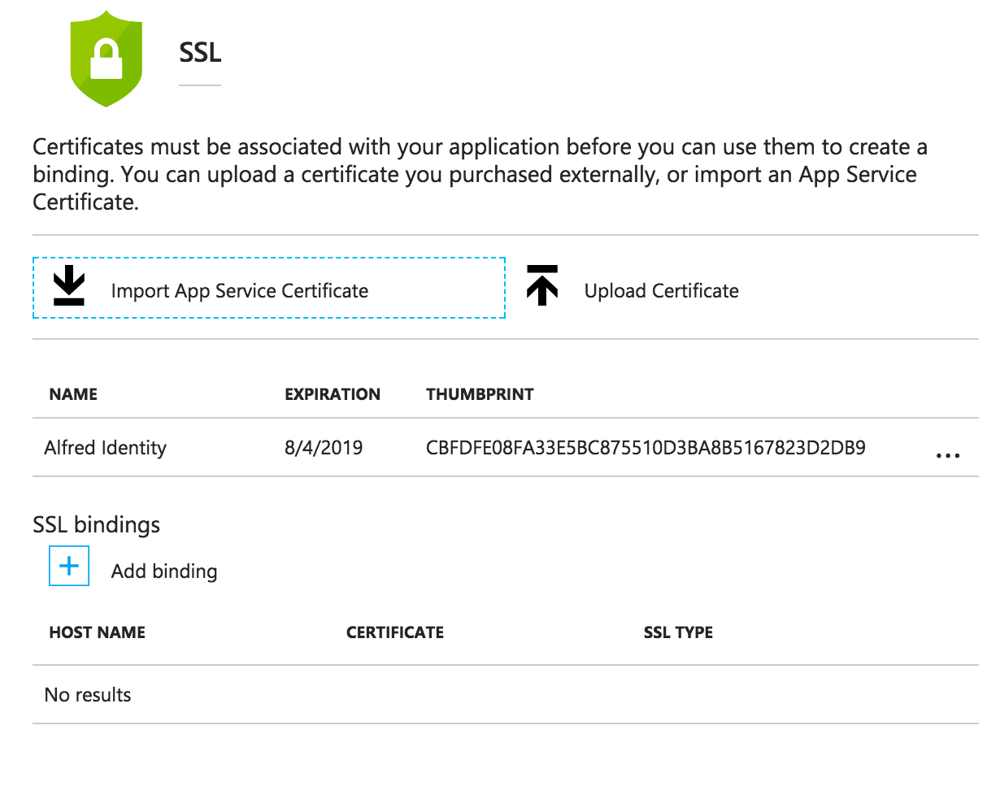 SSL
Certificates must be associated with your application before you can use them to create a
binding. You can upload a certificate you purchased externally, or import an App Service
Certificate.
Import App Service Certificate Upload Certificate
NAME EXPIRATION THUMBPRINT
Alfred Identity 8/4/2019 CBFDFE08FA33E5BC875510D3BA8B5167823D2DB9 ...
SSL bindings
Add binding
HOST NAME CERTIFICATE SSL TYPE
No results